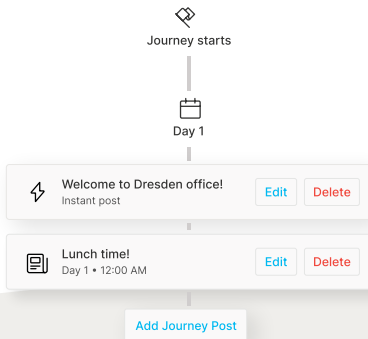 Journey starts
Day 1
Welcome to Dresden office!
Instant post
Edit
Delete
Lunch time!
Day 1 • 12:00 AM
Edit
Delete
Add Journey Post